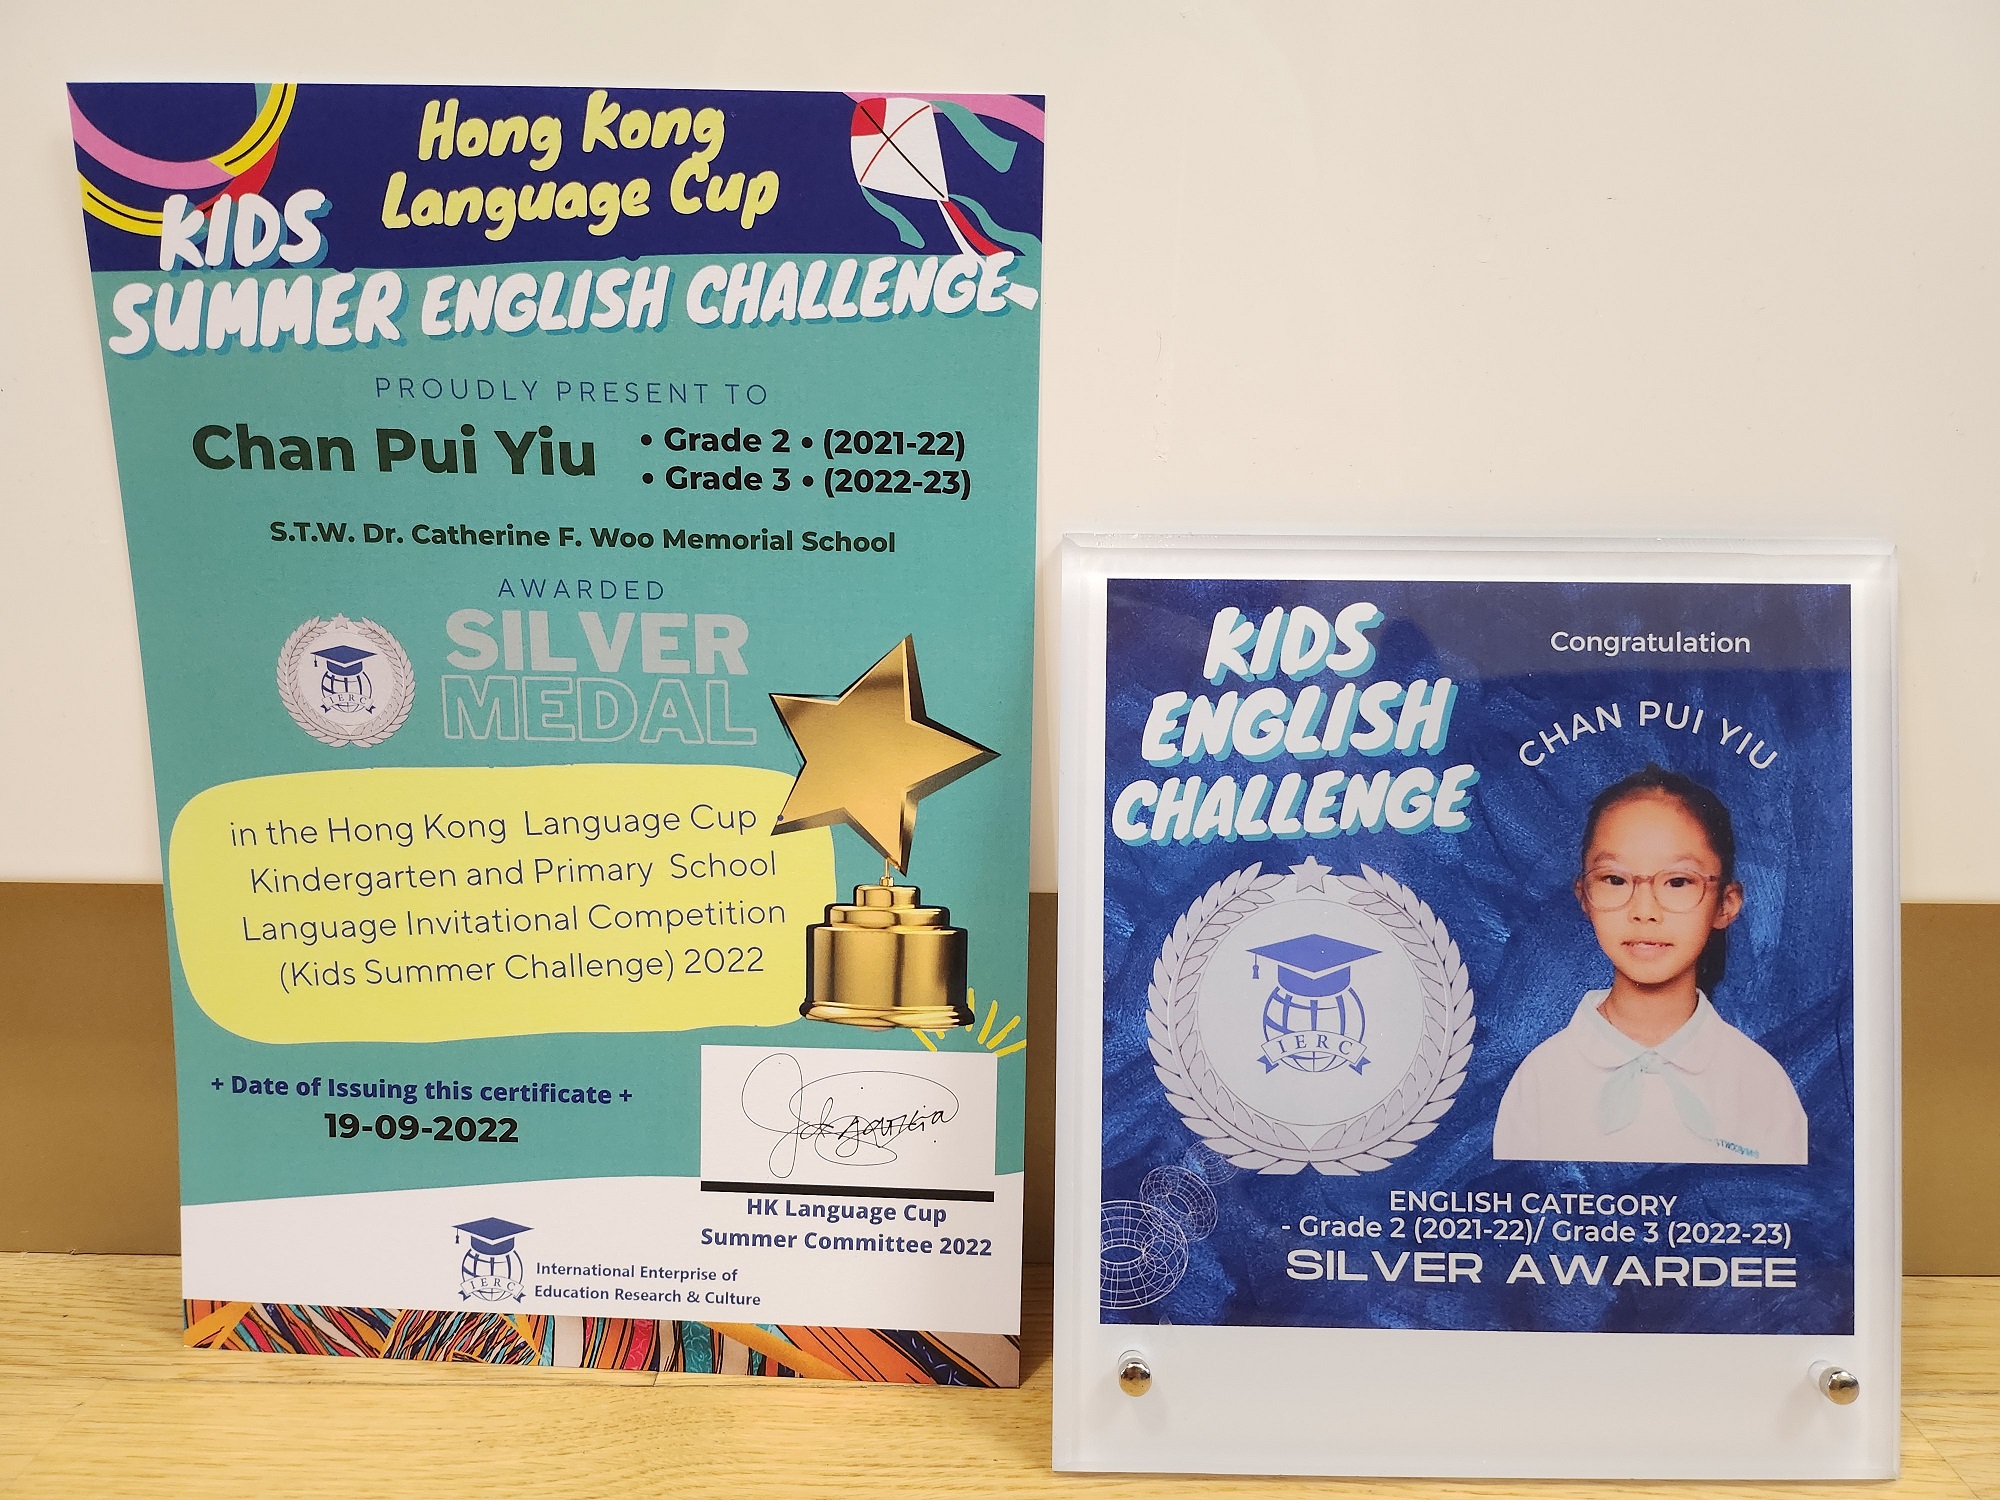 Hong Kong
Language Cup
KIDS
SUMMER ENGLISH CHALLENGE
PROUDLY PRESENT TO
Chan Pui Yiu
• Grade 2 • (2021-22)
• Grade 3 • (2022-23)
S.T.W. Dr. Catherine F. Woo Memorial School
AWARDED
IERC
SILVER
MEDAL
in the Hong Kong Language Cup
Kindergarten and Primary School
Language Invitational Competition
(Kids Summer Challenge) 2022
+ Date of Issuing this certificate +
19-09-2022
HK Language Cup
Summer Committee 2022
IERC
International Enterprise of
Education Research & Culture
KIDS
ENGLISH
CHALLENGE
Congratulation
CHAN PUI YIU
IERC
ENGLISH CATEGORY
- Grade 2 (2021-22)/ Grade 3 (2022-23)
SILVER AWARDEE